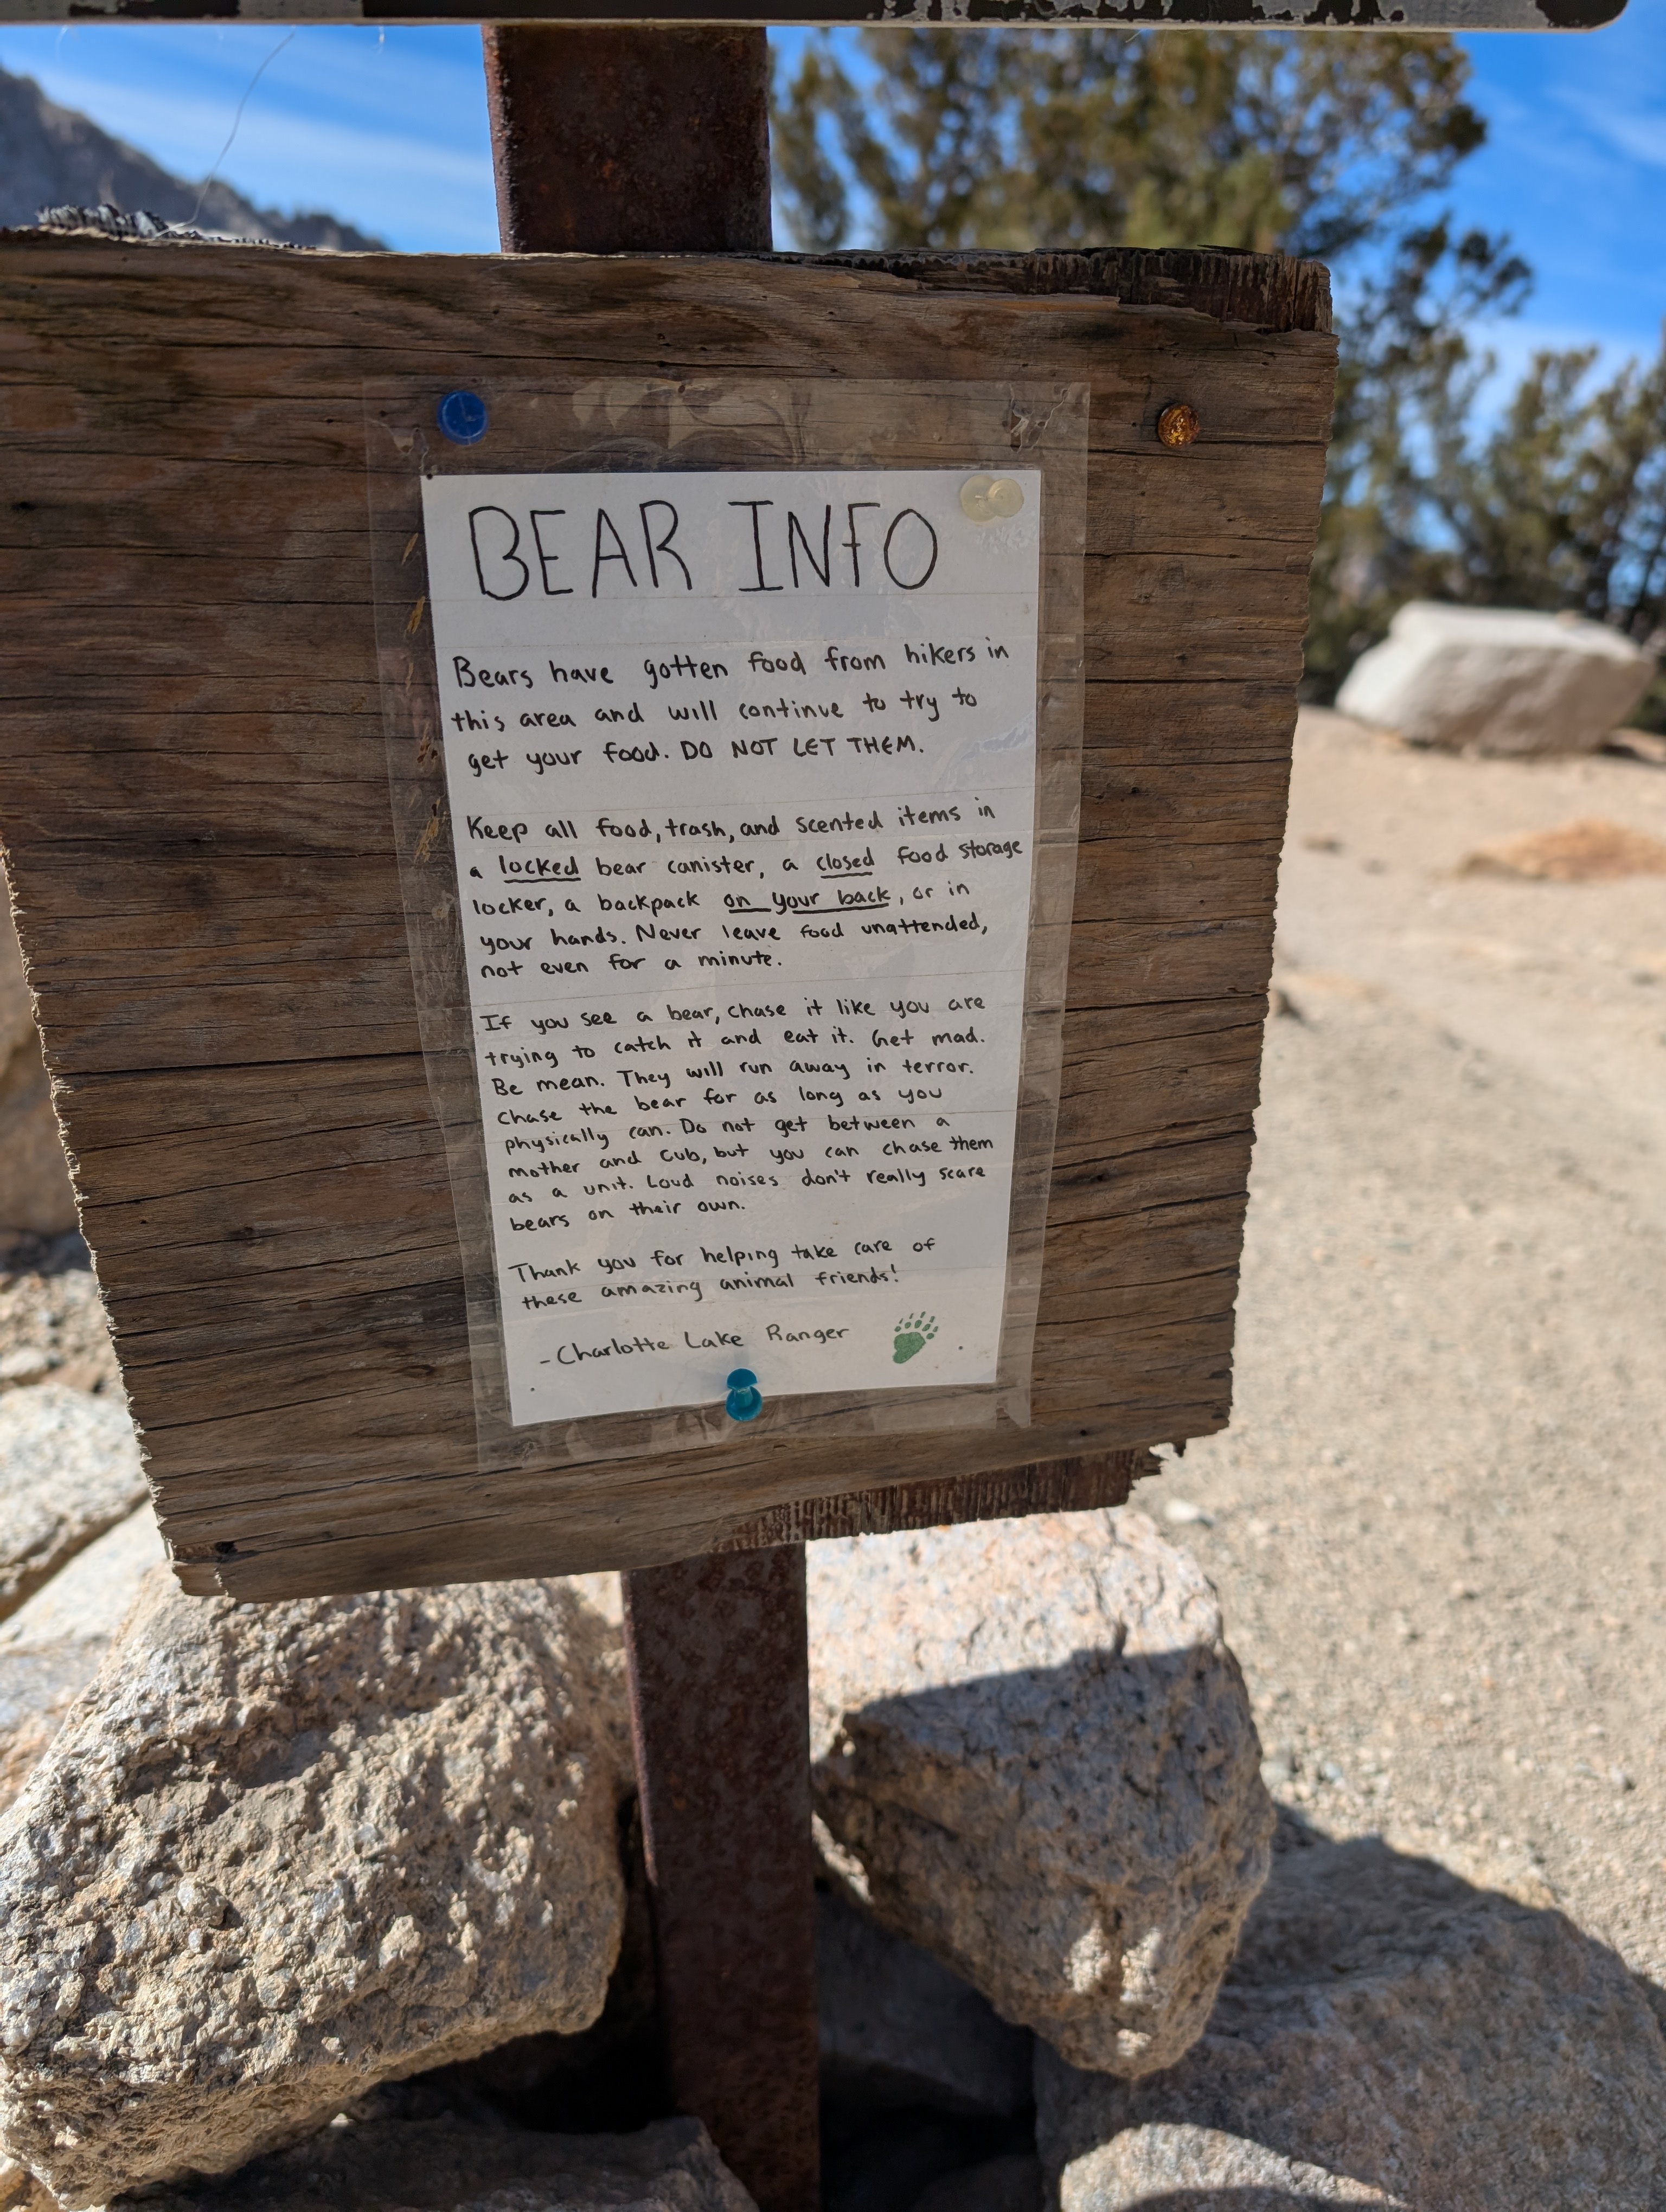 BEAR INFO
Bears have gotten food from hikers in
this area and will continue to try to
get your food. DO NOT LET THEM.
Keep all food, trash, and scented items in
a locked bear canister, a closed food storage
locker, a backpack on your back, or in
your hands. Never leave food unattended,
not even for a minute.
If you see a bear, chase it like you are
trying to catch it and eat it. Get mad.
Be mean. They will run away in terror.
Chase the bear for as long as you
physically can. Do not get between a
mother and cub, but you can chase them
as a unit. Loud noises don't really scare
bears on their own.
Thank you for helping take care of
these amazing animal friends!
-Charlotte Lake Ranger